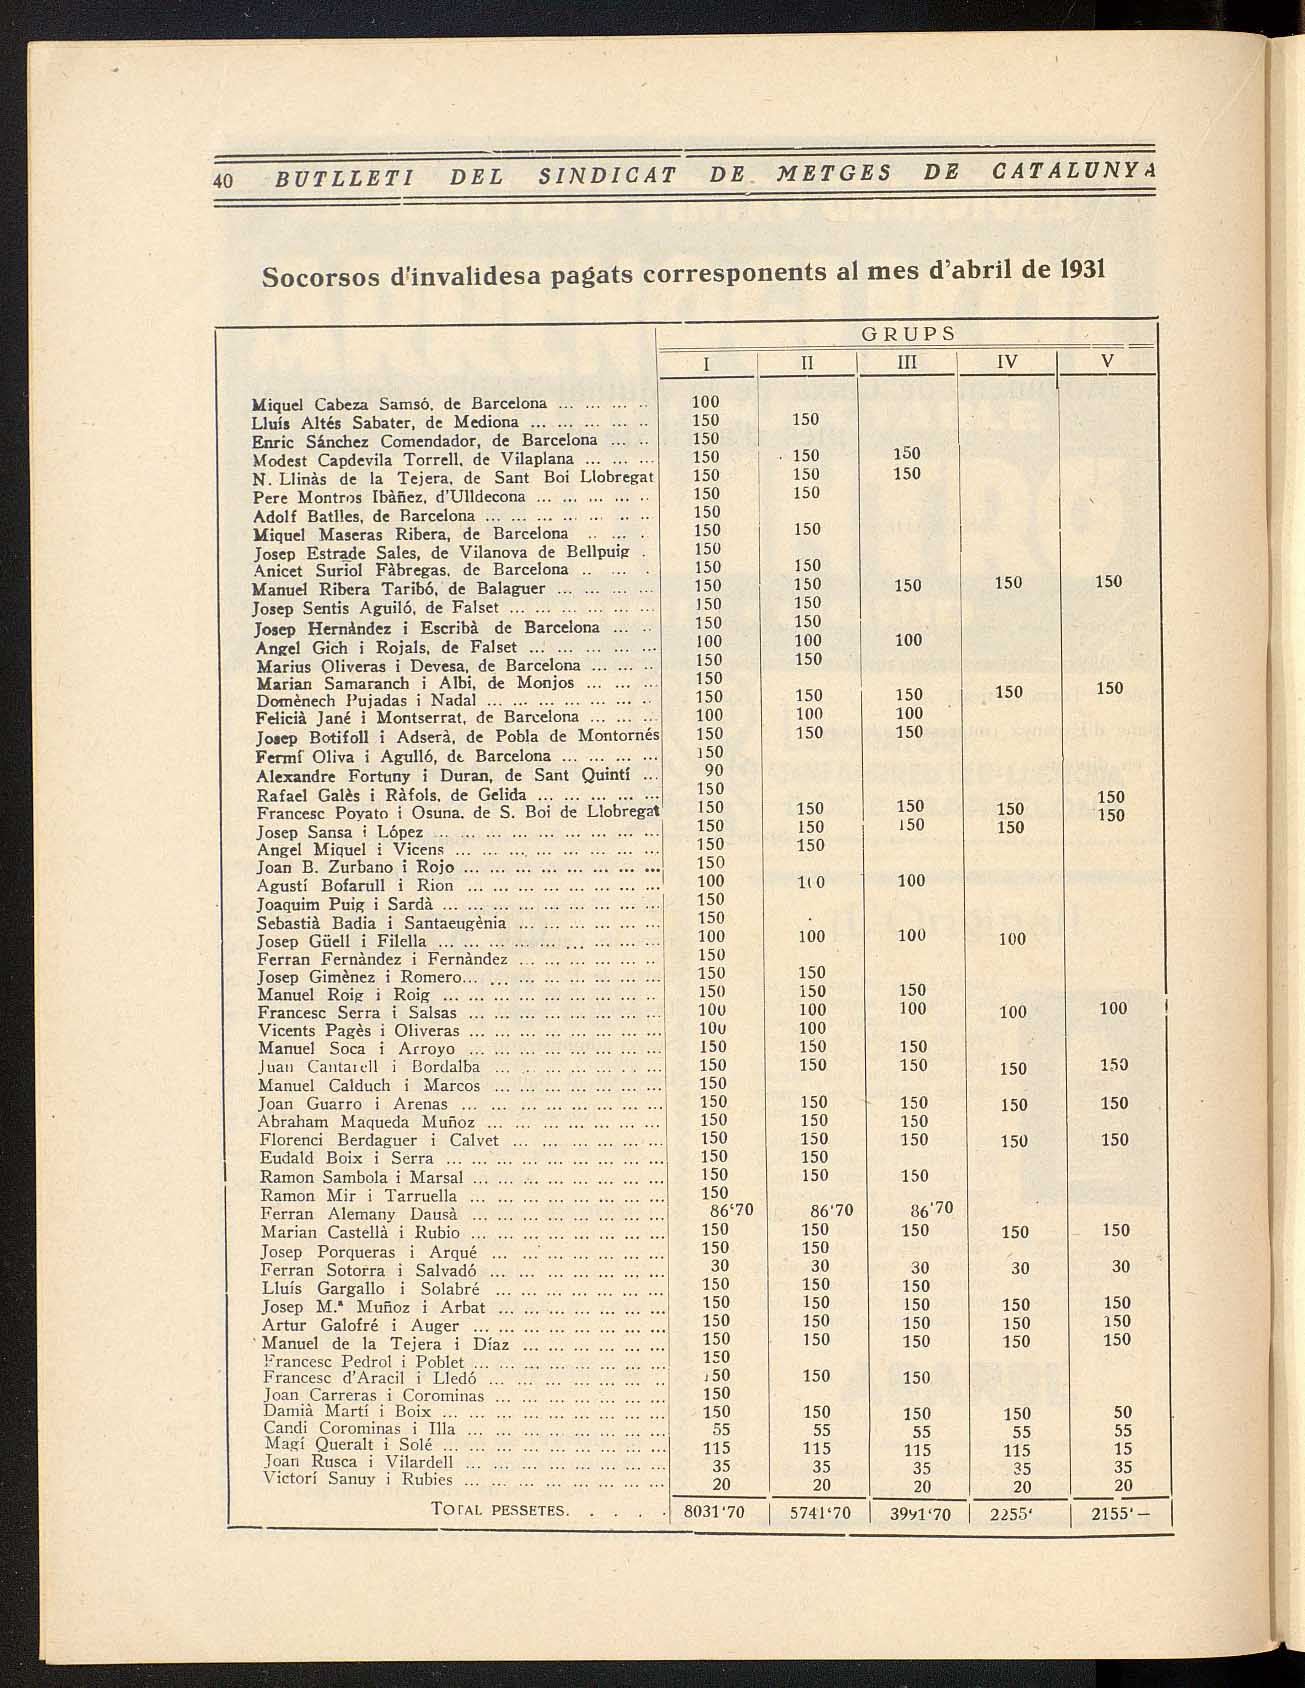 40 BUTLLETI DEL SINDICAT DE METGES DE CATALUNYA
Socorsos d'invalidesa pagats corresponents al mes d'abril de 1931
GRUPS
I II III IV V
Miquel Cabeza Samsó, de Barcelona ... ... ... .. 100
Lluís Altés Sabater, de Mediona ... ... ... ... .. 150 150
Enric Sánchez Comendador, de Barcelona ... .. 150
Modest Capdevila Torrell, de Vilaplana ... ... ... 150 150 150
N. Llinàs de la Tejera, de Sant Boi Llobregat 150 150 150
Pere Montros Ibàñez, d'Ulldecona ... ... ... ... .. 150 150
Adolf Batlles, de Barcelona ... ... ... ... ... .. .. 150
Miquel Maseras Ribera, de Barcelona .. ... . 150 150
Josep Estrade Sales, de Vilanova de Bellpuig . 150
Anicet Suriol Fàbregas, de Barcelona .. ... . 150 150
Manuel Ribera Taribó, de Balaguer ... ... ... ... 150 150 150 150 150
Josep Sentis Aguiló, de Falset ... ... ... ... ... ... 150 150
Josep Hernàndez i Escribà de Barcelona ... .. 150 150
Angel Gich i Rojals, de Falset ... ... ... ... ... 100 100 100
Marius Oliveras i Devesa, de Barcelona ... ... .. 150 150
Marian Samaranch i Albi, de Monjos ... ... ... 150
Domènech Pujadas i Nadal ... ... ... ... ... ... .. 150 150 150 150 150
Felicià Jané i Montserrat, de Barcelona ... ... ... 100 100 100
Josep Botifoll i Adserà, de Pobla de Montornés 150 150 150
Fermí Oliva i Agulló, de Barcelona ... ... ... ... 150
Alexandre Fortuny i Duran, de Sant Quintí ... 90
Rafael Galès i Ràfols, de Gelida ... ... ... ... ... 150 150
Francesc Poyato i Osuna, de S. Boi de Llobregat 150 150 150 150 150
Josep Sansa i López ... ... ... ... ... ... ... ... ... 150 150 150 150
Angel Miquel i Vicens ... ... ... ... ... ... ... ... 150 150
Joan B. Zurbano i Rojo ... ... ... ... ... ... ... ... 150
Agustí Bofarull i Rion ... ... ... ... ... ... ... ... 100 100 100
Joaquim Puig i Sardà ... ... ... ... ... ... ... ... ... 150
Sebastià Badia i Santaeugènia ... ... ... ... ... ... 150
Josep Güell i Filella ... ... ... ... ... ... ... ... ... 100 100 100 100
Ferran Fernàndez i Fernàndez ... ... ... ... ... .. 150
Josep Gimènez i Romero... ... ... ... ... ... ... ... 150 150
Manuel Roig i Roig ... ... ... ... ... ... ... ... .. 150 150 150
Francesc Serra i Salsas ... ... ... ... ... ... ... ... 100 100 100 100 100
Vicents Pagès i Oliveras ... ... ... ... ... ... ... ... 100 100
Manuel Soca i Arroyo ... ... ... ... ... ... ... ... 150 150 150
Juan Cantarell i Bordalba ... ... ... ... ... ... ... 150 150 150 150 150
Manuel Calduch i Marcos ... ... ... ... ... ... ... 150
Joan Guarro i Arenas ... ... ... ... ... ... ... ... 150 150 150 150 150
Abraham Maqueda Muñoz ... ... ... ... ... ... ... 150 150 150
Florenci Berdaguer i Calvet ... ... ... ... ... ... 150 150 150 150 150
Eudald Boix i Serra ... ... ... ... ... ... ... ... ... 150 150
Ramon Sambola i Marsal ... ... ... ... ... ... ... ... 150 150 150
Ramon Mir i Tarruella ... ... ... ... ... ... ... ... 150
Ferran Alemany Dausà ... ... ... ... ... ... ... ... 86'70 86'70 86'70
Marian Castellà i Rubio ... ... ... ... ... ... ... ... 150 150 150 150 150
Josep Porqueras i Arqué ... ... ... ... ... ... ... 150 150
Ferran Sotorra i Salvadó ... ... ... ... ... ... ... 30 30 30 30 30
Lluís Gargallo i Solabré ... ... ... ... ... ... ... 150 150 150
Josep M.ª Muñoz i Arbat ... ... ... ... ... ... ... 150 150 150 150 150
Artur Galofré i Auger ... ... ... ... ... ... ... ... 150 150 150 150 150
Manuel de la Tejera i Díaz ... ... ... ... ... ... 150 150 150 150 150
Francesc Pedrol i Poblet ... ... ... ... ... ... ... ... 150
Francesc d'Aracil i Lledó ... ... ... ... ... ... .. 150 150 150
Joan Carreras i Corominas ... ... ... ... ... ... ... 150
Damià Martí i Boix ... ... ... ... ... ... ... ... ... 150 150 150 150 50
Candi Corominas i Illa ... ... ... ... ... ... ... ... 55 55 55 55 55
Magí Queralt i Solé ... ... ... ... ... ... ... ... ... 115 115 115 115 15
Joan Rusca i Vilardell ... ... ... ... ... ... ... ... 35 35 35 35 35
Victorí Sanuy i Rubies ... ... ... ... ... ... ... ... 20 20 20 20 20
TOTAL PESSETES. . . . . 8031'70 5741'70 3991'70 2255' 2155'—